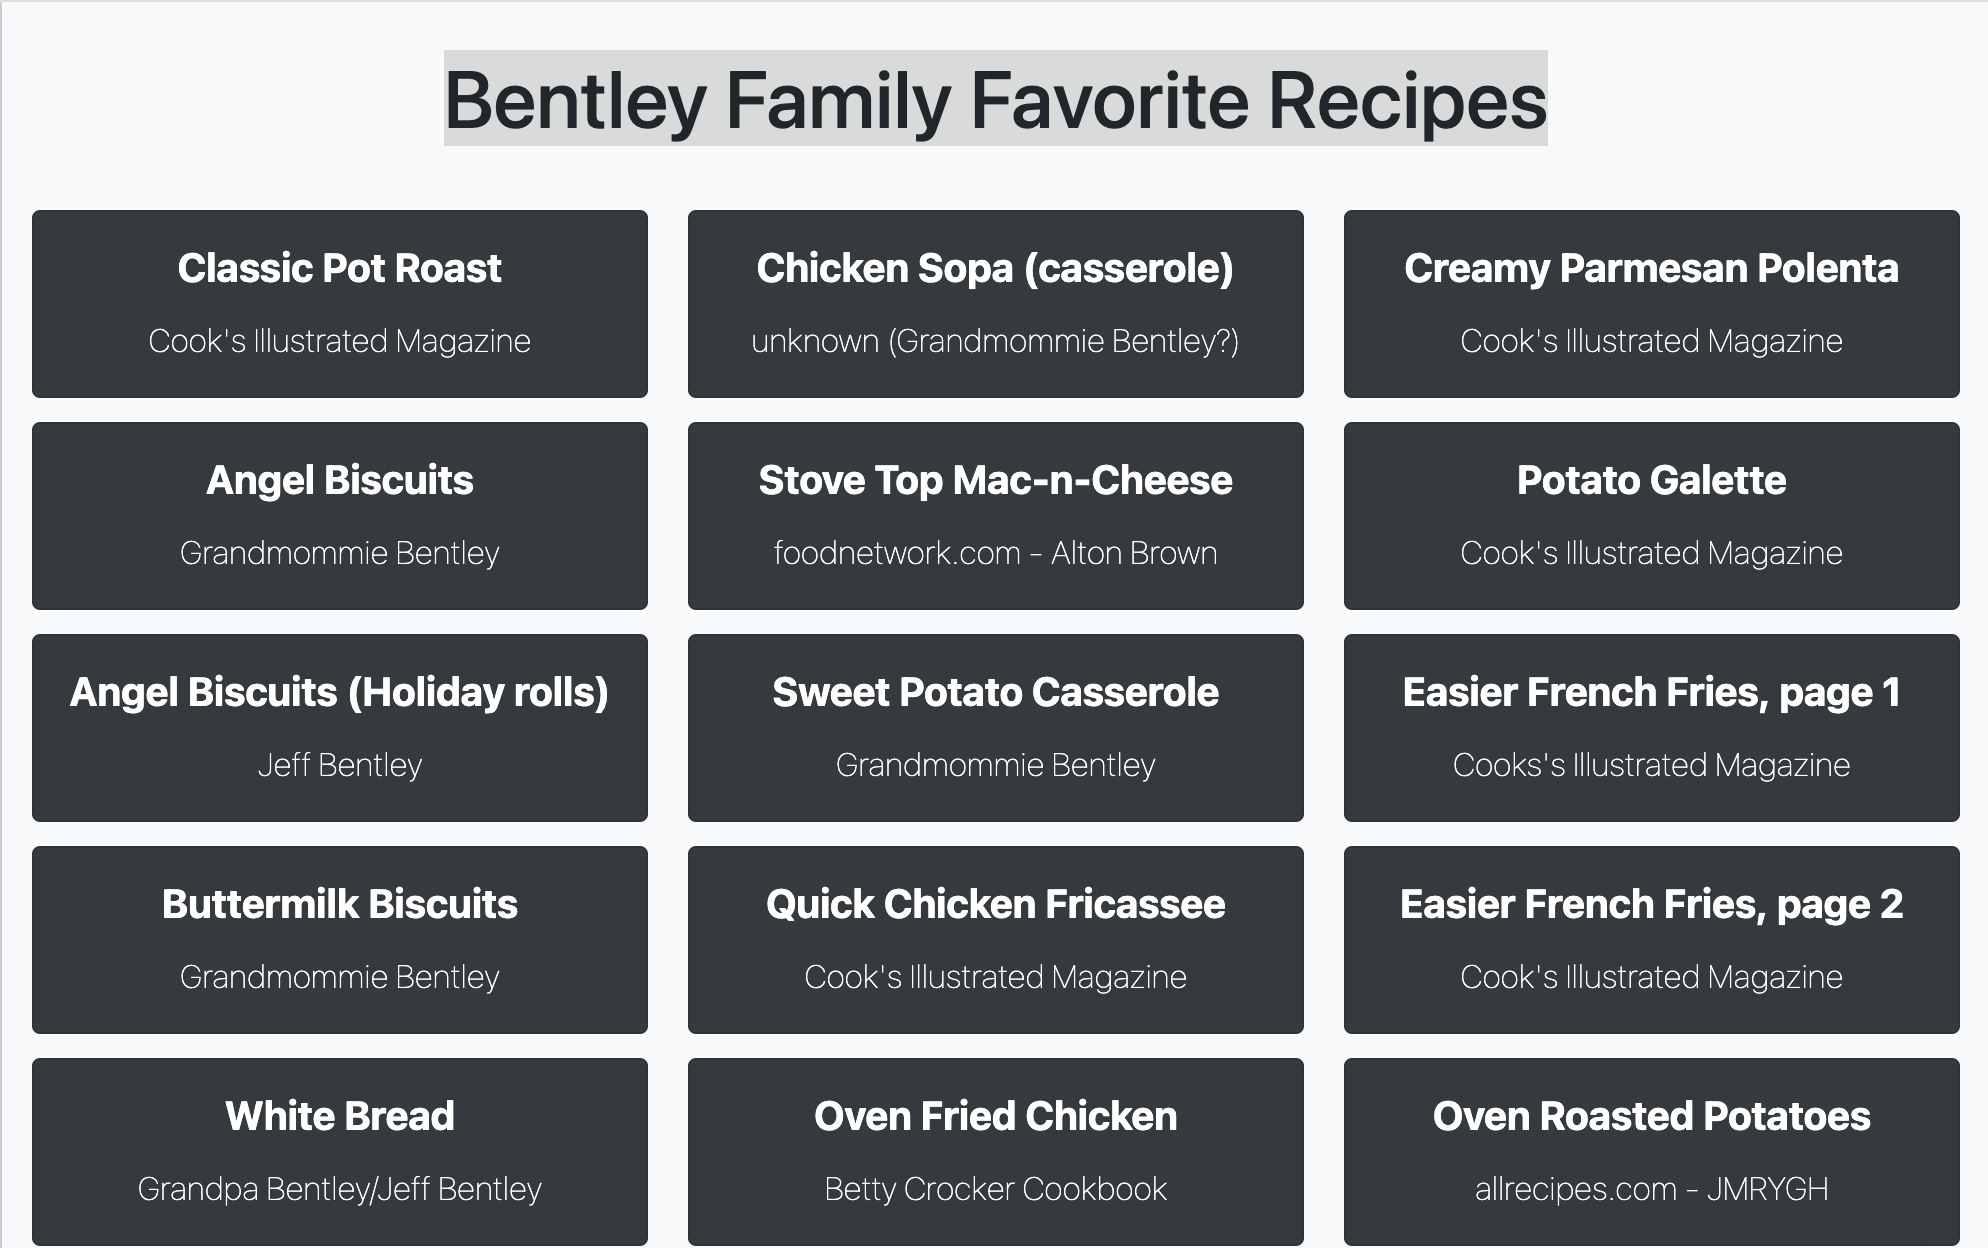 Bentley Family Favorite Recipes
Classic Pot Roast
Cook's Illustrated Magazine
Chicken Sopa (casserole)
unknown (Grandmommie Bentley?)
Creamy Parmesan Polenta
Cook's Illustrated Magazine
Angel Biscuits
Grandmommie Bentley
Stove Top Mac-n-Cheese
foodnetwork.com - Alton Brown
Potato Galette
Cook's Illustrated Magazine
Angel Biscuits (Holiday rolls)
Jeff Bentley
Sweet Potato Casserole
Grandmommie Bentley
Easier French Fries, page 1
Cooks's Illustrated Magazine
Buttermilk Biscuits
Grandmommie Bentley
Quick Chicken Fricassee
Cook's Illustrated Magazine
Easier French Fries, page 2
Cook's Illustrated Magazine
White Bread
Grandpa Bentley/Jeff Bentley
Oven Fried Chicken
Betty Crocker Cookbook
Oven Roasted Potatoes
allrecipes.com - JMRYGH